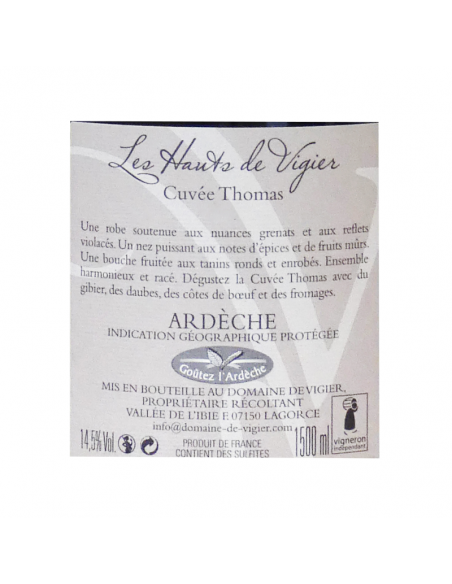 Les Hauts de Vigier
Cuvée Thomas
Une robe soutenue aux nuances grenats et aux reflets
violacés. Un nez puissant aux notes d'épices et de fruits mûrs.
Une bouche fruitée aux tanins ronds et enrobés. Ensemble
harmonieux et racé. Dégustez la Cuvée Thomas avec du
gibier, des daubes, des côtes de bœuf et des fromages.
ARDÈCHE
INDICATION GÉOGRAPHIQUE PROTÉGÉE
Goûtez l'Ardèche
MIS EN BOUTEILLE AU DOMAINE DE VIGIER,
PROPRIÉTAIRE RÉCOLTANT
VALLÉE DE L'IBIE F.07150 LAGORCE
info@domaine-de-vigier.com
14,5%Vol.
PRODUIT DE FRANCE
CONTIENT DES SULFITES
1500 ml
vigneron
indépendant